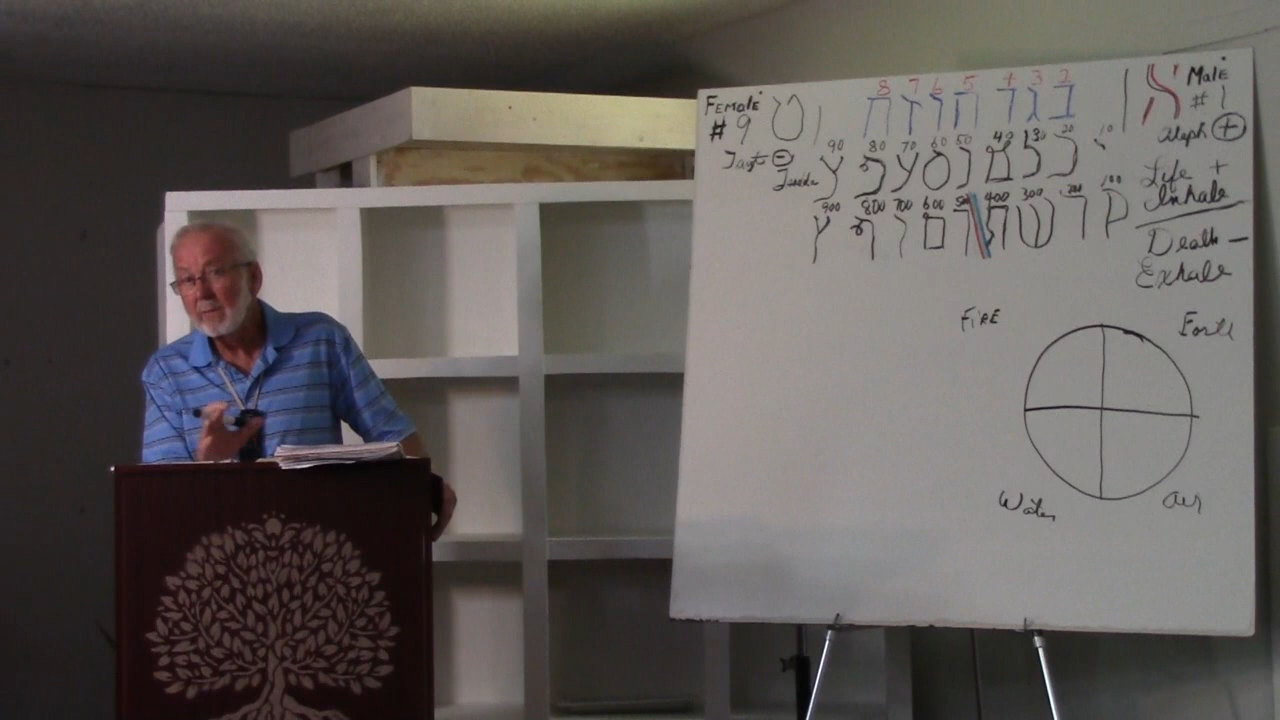 Female
# 9 ט | 8 7 6 5 4 3 2 | א Male
ח ז ו ה ד ג ב # 1
Aleph +
90 80 70 60 50 40 30 20 10
צ פ ע ס נ מ ל כ י
Inside
Life +
Inhale
900 800 700 600 500 400 300 200 100
ץ ף ן ם ך ת ש ר ק
Death -
Exhale
FIRE
Earth
Water
Air